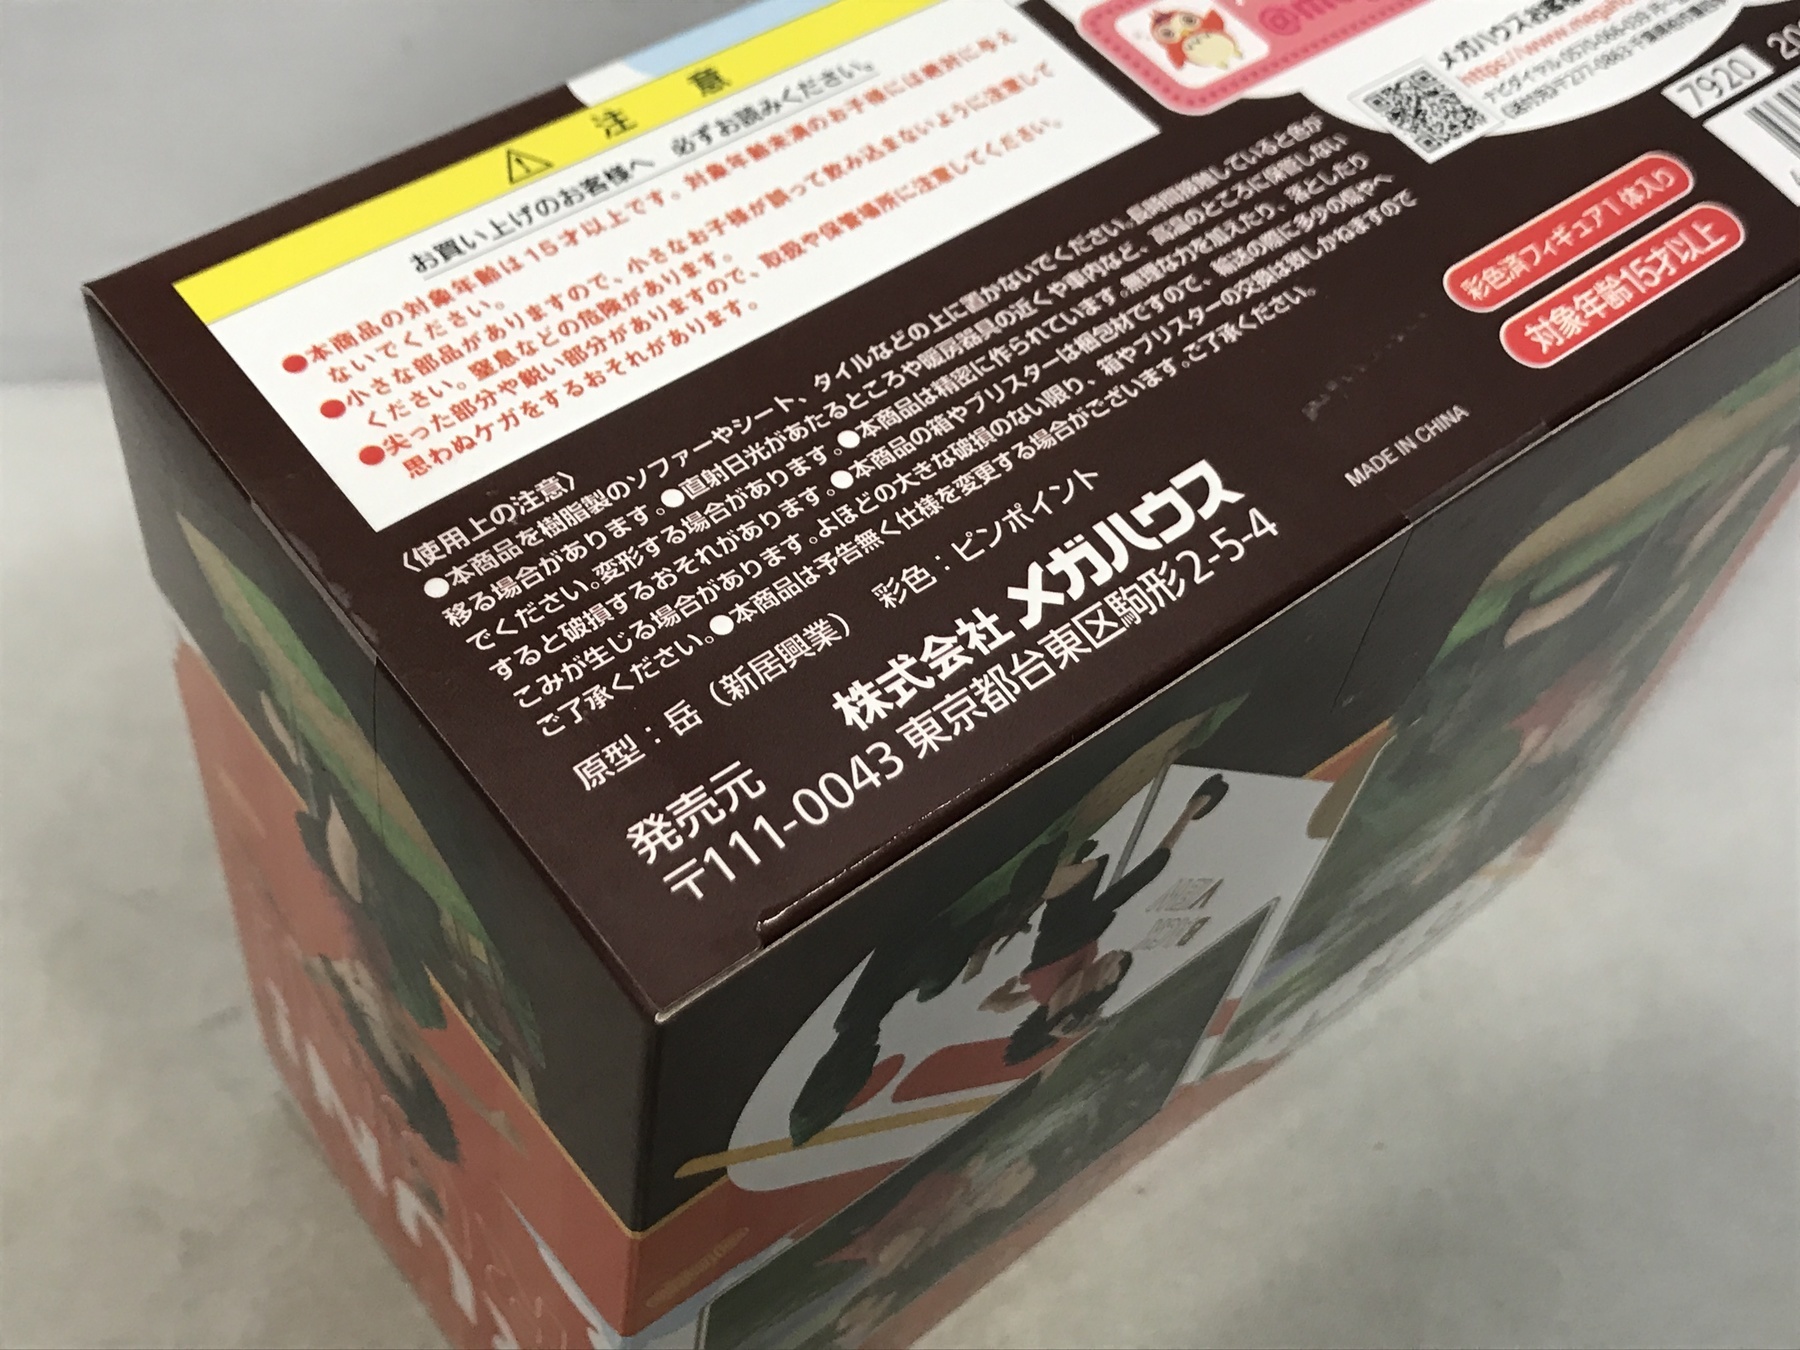 注 意
お買い上げのお客様へ 必ずお読みください。
●本商品の対象年齢は15才以上です。対象年齢未満のお子様には絶対に与え
ないでください。
●小さな部品がありますので、小さなお子様が誤って飲み込まないように注意して
ください。窒息などの危険があります。
●尖った部分や鋭い部分がありますので、取扱や保管場所に注意してください。
思わぬケガをするおそれがあります。
〈使用上の注意〉
●本商品を樹脂製のソファーやシート、タイルなどの上に置かないでください。長時間接触していると色が
移る場合があります。●直射日光があたるところや暖房器具の近くや車内など、高温のところに保管しない
でください。変形する場合があります。●本商品は精密に作られています。無理な力を加えたり、落としたり
すると破損するおそれがあります。●本商品の箱やブリスターは梱包材ですので、輸送の際に多少の傷やへ
こみが生じる場合があります。よほどの大きな破損のない限り、箱やブリスターの交換は致しかねますので
ご了承ください。●本商品は予告無く仕様を変更する場合がございます。ご了承ください。
原型：岳（新居興業） 彩色：ピンポイント
発売元 株式会社 メガハウス
〒111-0043 東京都台東区駒形2-5-4
メガハウスお客
7920
彩色済フィギュア1体入り
対象年齢15才以上
MADE IN CHINA